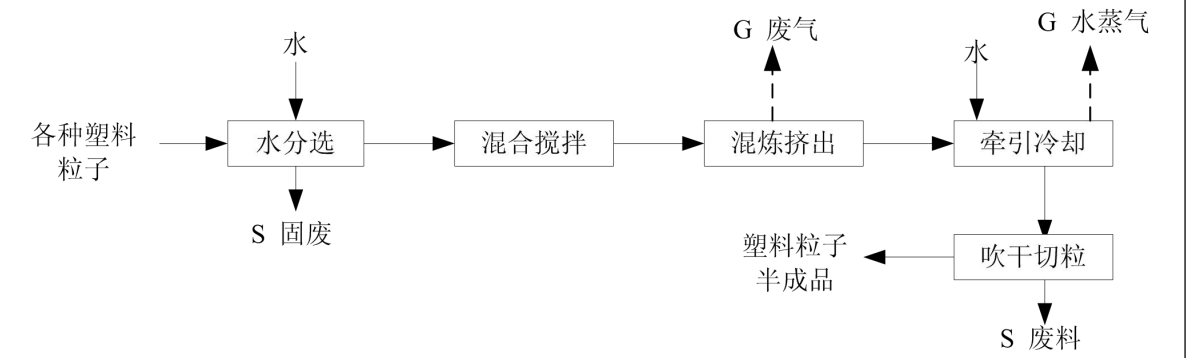 G 废气
G 水蒸气
水
水
各种塑料
粒子
水分选
混合搅拌
混炼挤出
牵引冷却
S 固废
塑料粒子
半成品
吹干切粒
S 废料